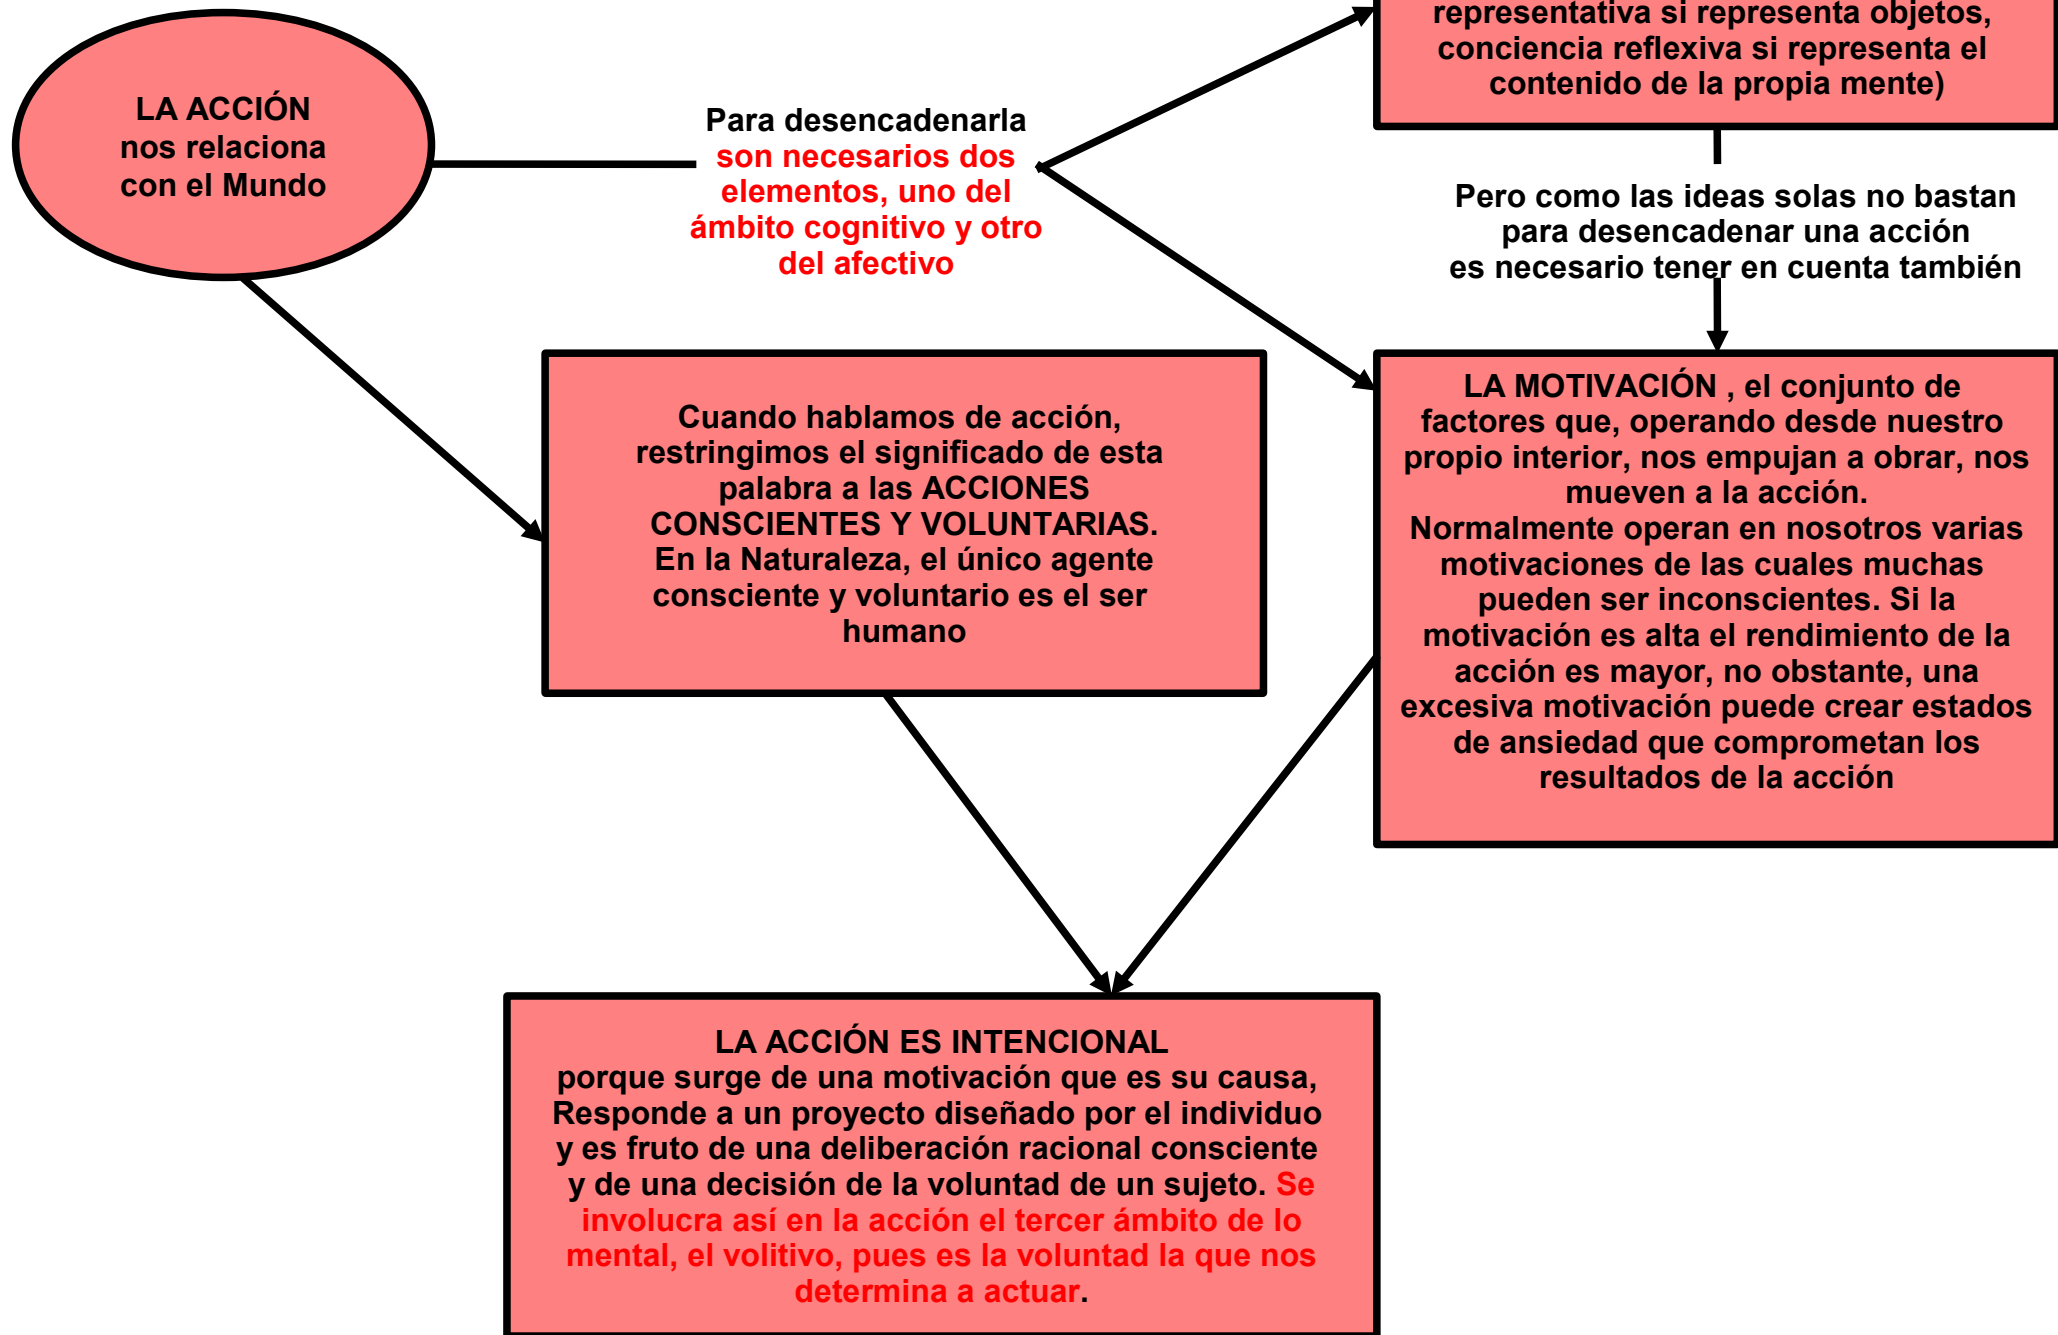 representativa si representa objetos,
conciencia reflexiva si representa el
contenido de la propia mente)
LA ACCIÓN
nos relaciona
con el Mundo
Para desencadenarla
son necesarios dos
elementos, uno del
ámbito cognitivo y otro
del afectivo
Pero como las ideas solas no bastan
para desencadenar una acción
es necesario tener en cuenta también
Cuando hablamos de acción,
restringimos el significado de esta
palabra a las ACCIONES
CONSCIENTES Y VOLUNTARIAS.
En la Naturaleza, el único agente
consciente y voluntario es el ser
humano
LA MOTIVACIÓN , el conjunto de
factores que, operando desde nuestro
propio interior, nos empujan a obrar, nos
mueven a la acción.
Normalmente operan en nosotros varias
motivaciones de las cuales muchas
pueden ser inconscientes. Si la
motivación es alta el rendimiento de la
acción es mayor, no obstante, una
excesiva motivación puede crear estados
de ansiedad que comprometan los
resultados de la acción
LA ACCIÓN ES INTENCIONAL
porque surge de una motivación que es su causa,
Responde a un proyecto diseñado por el individuo
y es fruto de una deliberación racional consciente
y de una decisión de la voluntad de un sujeto. Se
involucra así en la acción el tercer ámbito de lo
mental, el volitivo, pues es la voluntad la que nos
determina a actuar.